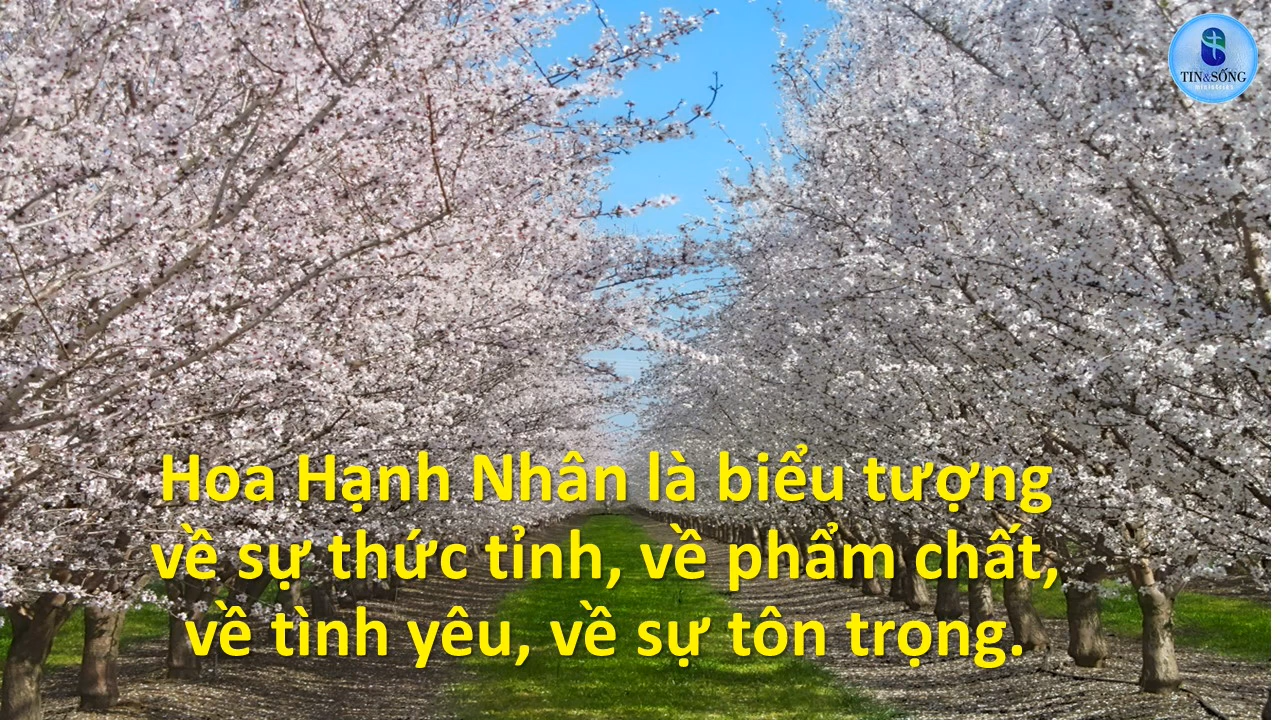 TIN&SỐNG
ministries
Hoa Hạnh Nhân là biểu tượng
về sự thức tỉnh, về phẩm chất,
về tình yêu, về sự tôn trọng.